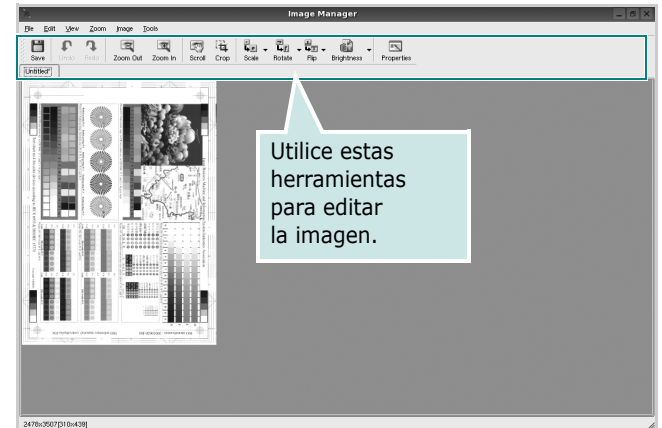 Image Manager
File Edit View Zoom Image Tools
Save Undo Redo Zoom Out Zoom In Scroll Crop Scale Rotate Flip Brightness Properties
Untitled*
Utilice estas
herramientas
para editar
la imagen.
2478x3507[310x439]